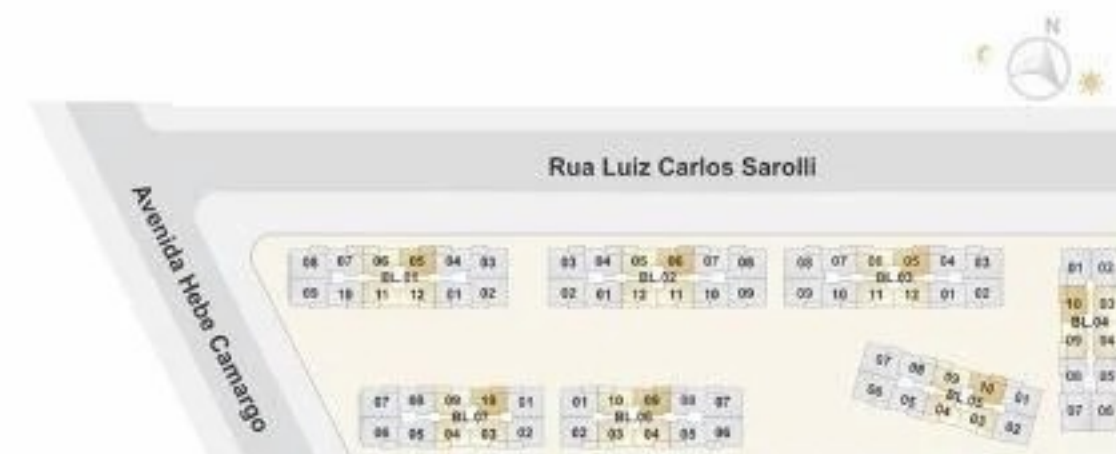 N
Rua Luiz Carlos Sarolli
Avenida Hebe Camargo
08 07 06 05 04 03
BL.01
09 10 11 12 01 02
03 04 05 06 07 08
BL.02
02 01 12 11 10 09
08 07 06 05 04 03
BL.03
09 10 11 12 01 02
01 02
10 03
BL.04
09 04
08 05
07 06
07 08 09 10 01
BL.05
06 05 04 03 02
07 08 09 10 01
BL.07
06 05 04 03 02
01 10 09 08 07
BL.06
02 03 04 05 06